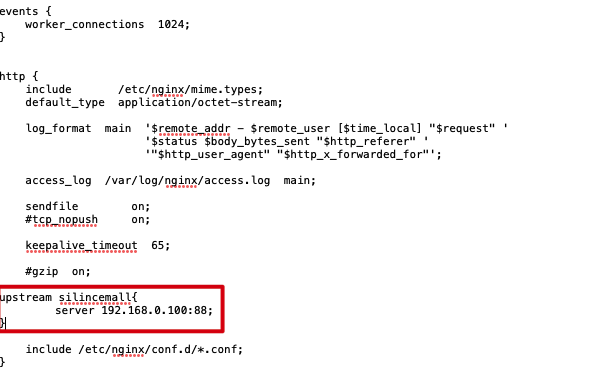 events {
    worker_connections  1024;
}
http {
    include       /etc/nginx/mime.types;
    default_type  application/octet-stream;
    log_format  main  '$remote_addr - $remote_user [$time_local] "$request" '
                      '$status $body_bytes_sent "$http_referer" '
                      '"$http_user_agent" "$http_x_forwarded_for"';
    access_log  /var/log/nginx/access.log  main;
    sendfile        on;
    #tcp_nopush     on;
    keepalive_timeout  65;
    #gzip  on;
upstream silincemall{
        server 192.168.0.100:88;
}
    include /etc/nginx/conf.d/*.conf;
}